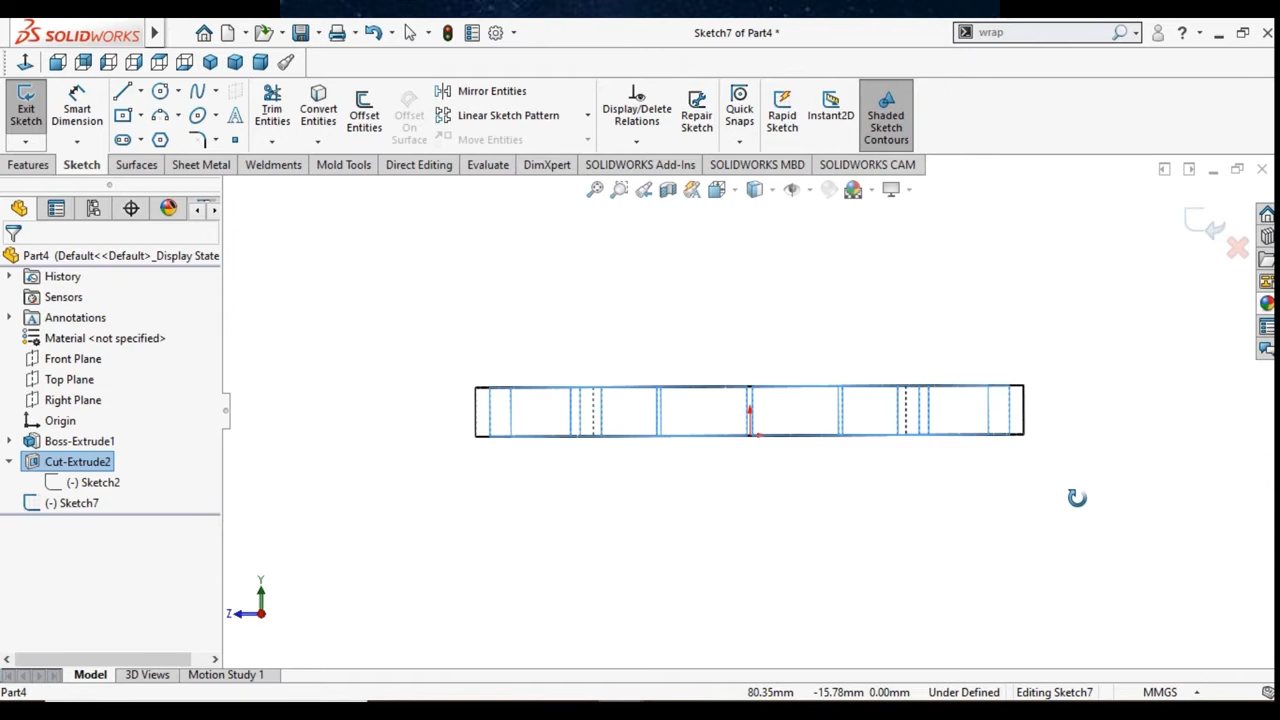 SOLIDWORKS
Sketch7 of Part4 *
wrap
?
Exit Sketch
Smart Dimension
Trim Entities
Convert Entities
Offset Entities
Offset On Surface
Mirror Entities
Linear Sketch Pattern
Move Entities
Display/Delete Relations
Repair Sketch
Quick Snaps
Rapid Sketch
Instant2D
Shaded Sketch Contours
Features
Sketch
Surfaces
Sheet Metal
Weldments
Mold Tools
Direct Editing
Evaluate
DimXpert
SOLIDWORKS Add-Ins
SOLIDWORKS MBD
SOLIDWORKS CAM
Part4 (Default<<Default>_Display State
History
Sensors
Annotations
Material <not specified>
Front Plane
Top Plane
Right Plane
Origin
Boss-Extrude1
Cut-Extrude2
(-) Sketch2
(-) Sketch7
Y
Z
Model
3D Views
Motion Study 1
Part4
80.35mm
-15.78mm
0.00mm
Under Defined
Editing Sketch7
MMGS